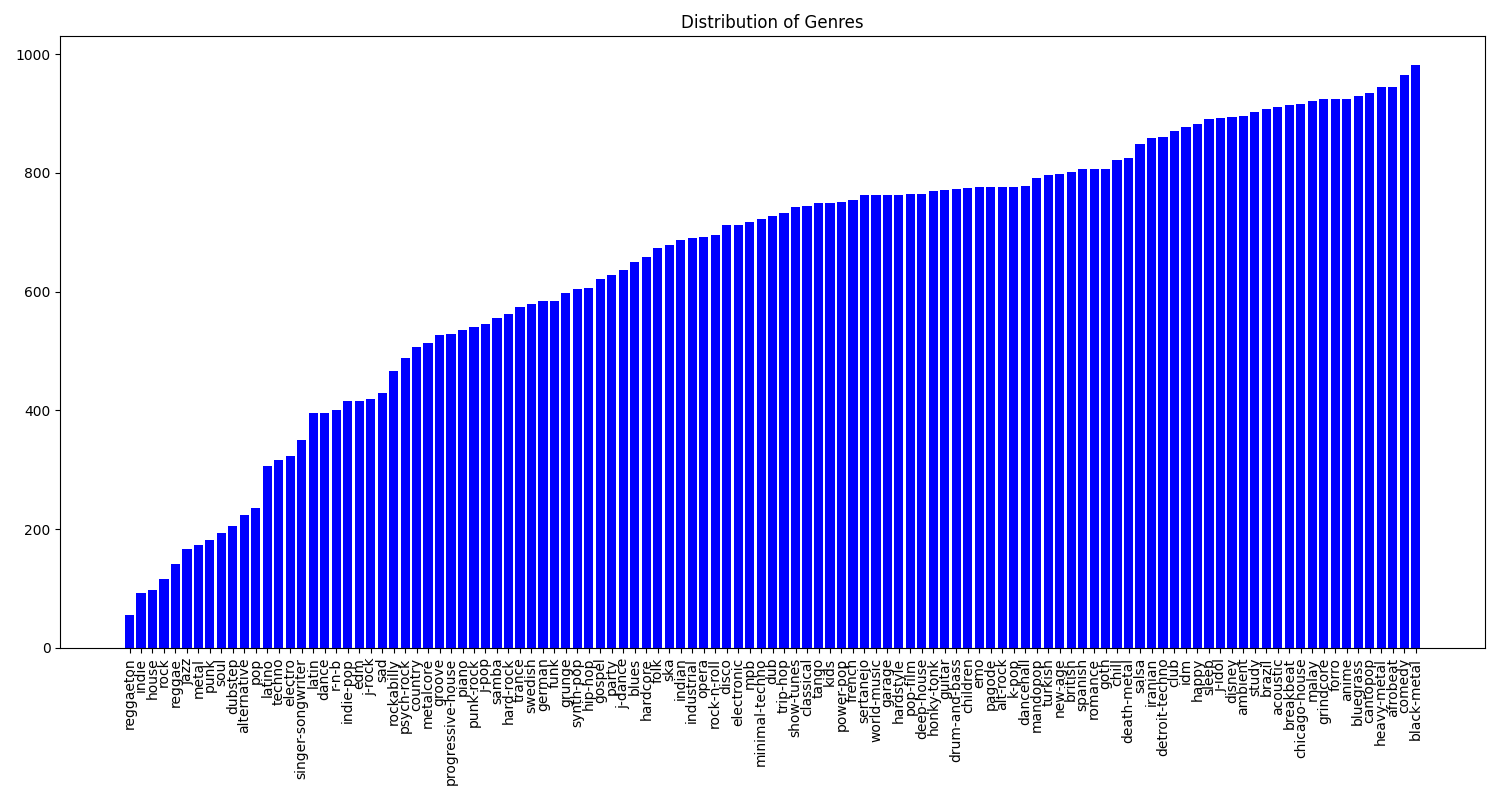 Distribution of Genres
1000
800
600
400
200
0
reggaeton
indie
house
rock
reggae
jazz
metal
punk
soul
dubstep
alternative
pop
latino
techno
electro
singer-songwriter
latin
dance
r-n-b
indie-pop
edm
j-rock
sad
rockabilly
psych-rock
country
metalcore
groove
progressive-house
piano
punk-rock
j-pop
samba
hard-rock
trance
swedish
german
funk
grunge
synth-pop
hip-hop
gospel
party
j-dance
blues
hardcore
folk
ska
indian
industrial
opera
rock-n-roll
disco
electronic
mpb
minimal-techno
dub
trip-hop
show-tunes
classical
tango
kids
power-pop
french
sertanejo
world-music
garage
hardstyle
pop-film
deep-house
honky-tonk
guitar
drum-and-bass
children
emo
pagode
alt-rock
k-pop
dancehall
mandopop
turkish
new-age
british
spanish
romance
goth
chill
death-metal
salsa
iranian
detroit-techno
club
idm
happy
sleep
j-idol
disney
ambient
study
brazil
acoustic
breakbeat
chicago-house
malay
grindcore
forro
anime
bluegrass
cantopop
heavy-metal
afrobeat
comedy
black-metal